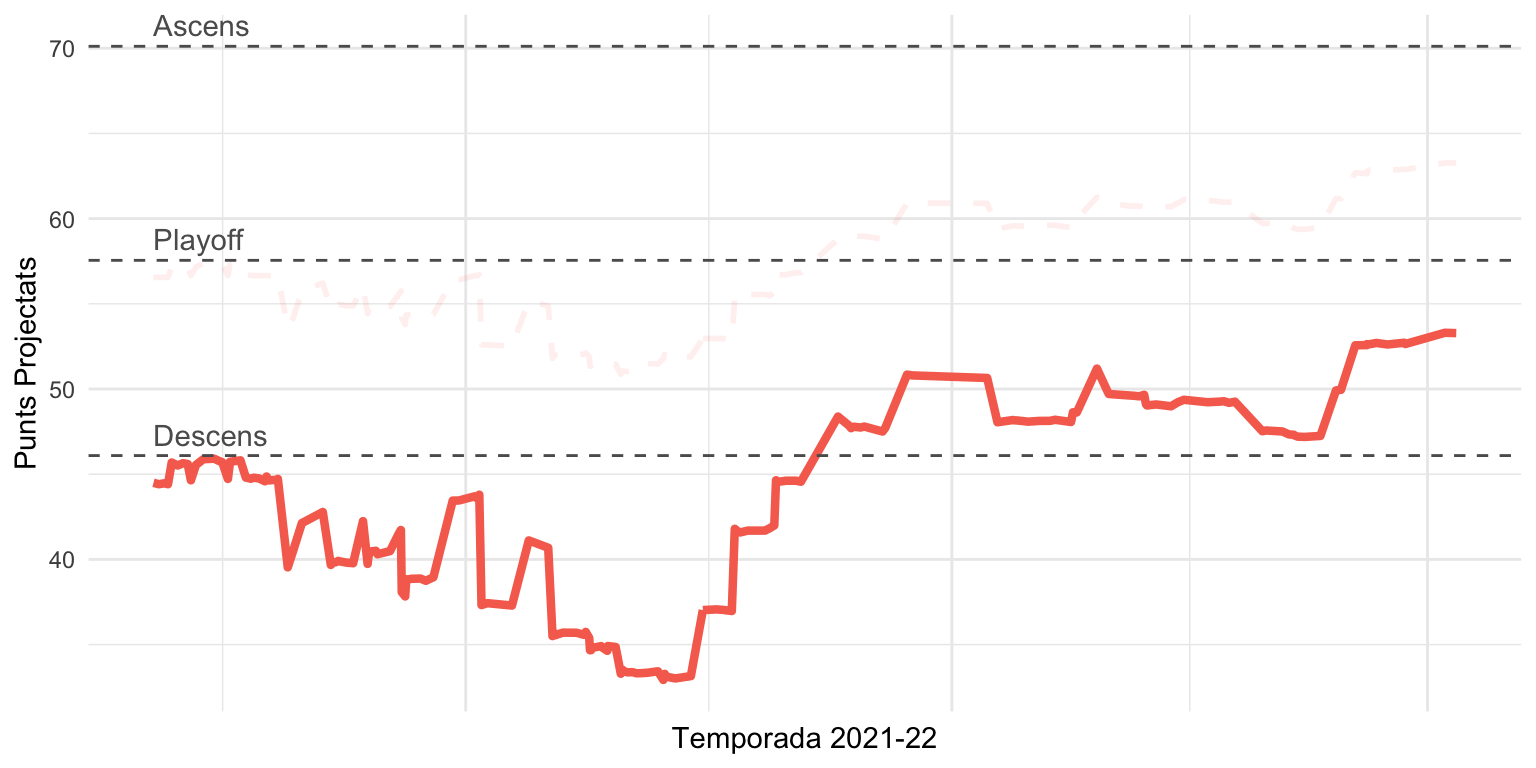 Ascens
70
60
Playoff
Punts Projectats
50
Descens
40
Temporada 2021-22